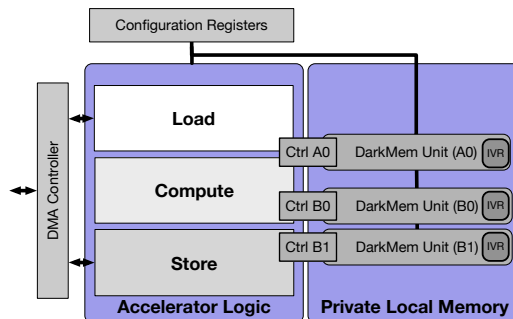 Configuration Registers
DMA Controller
Load
Compute
Store
Ctrl A0
DarkMem Unit (A0)
IVR
Ctrl B0
DarkMem Unit (B0)
IVR
Ctrl B1
DarkMem Unit (B1)
IVR
Accelerator Logic
Private Local Memory